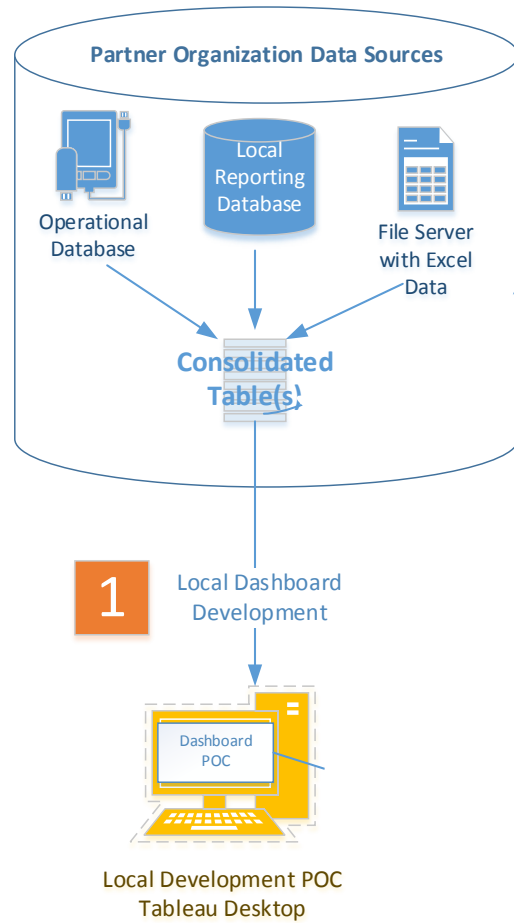 Partner Organization Data Sources
Local
Reporting
Database
Operational
Database
File Server
with Excel
Data
Consolidated
Table(s)
1
Local Dashboard
Development
Dashboard
POC
Local Development POC
Tableau Desktop